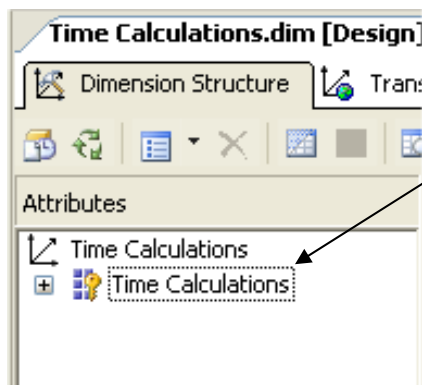 Time Calculations.dim [Design]
Dimension Structure Trans
Attributes
Time Calculations
Time Calculations